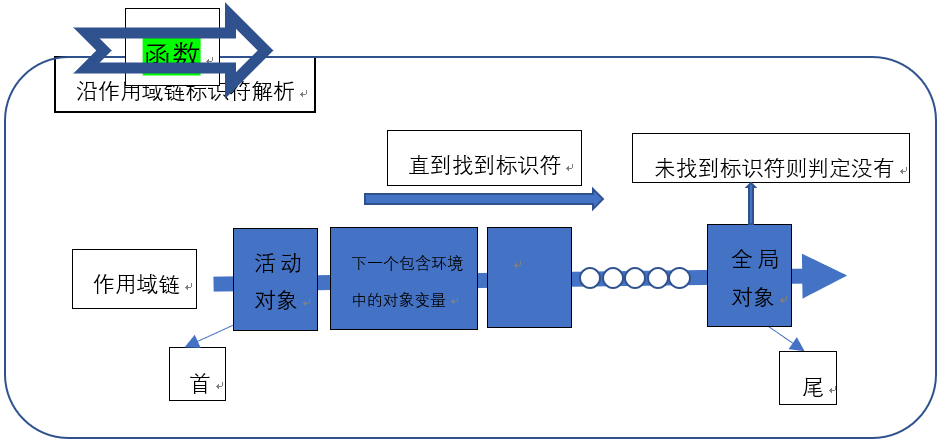 函数
沿作用域链标识符解析
直到找到标识符
未找到标识符则判定没有
作用域链
活动
对象
下一个包含环境
中的对象变量
全局
对象
首
尾